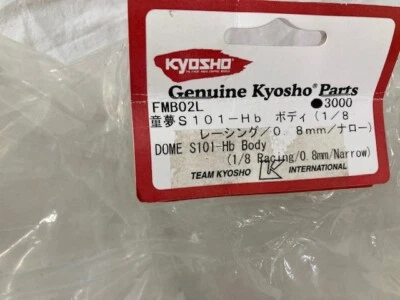 KYOSHO
Genuine Kyosho® Parts
FMB02L ●3000
童夢S101-Hb ボディ(1/8
レーシング/0.8mm/ナロー)
DOME S101-Hb Body
(1/8 Racing/0.8mm/Narrow)
TEAM KYOSHO K INTERNATIONAL